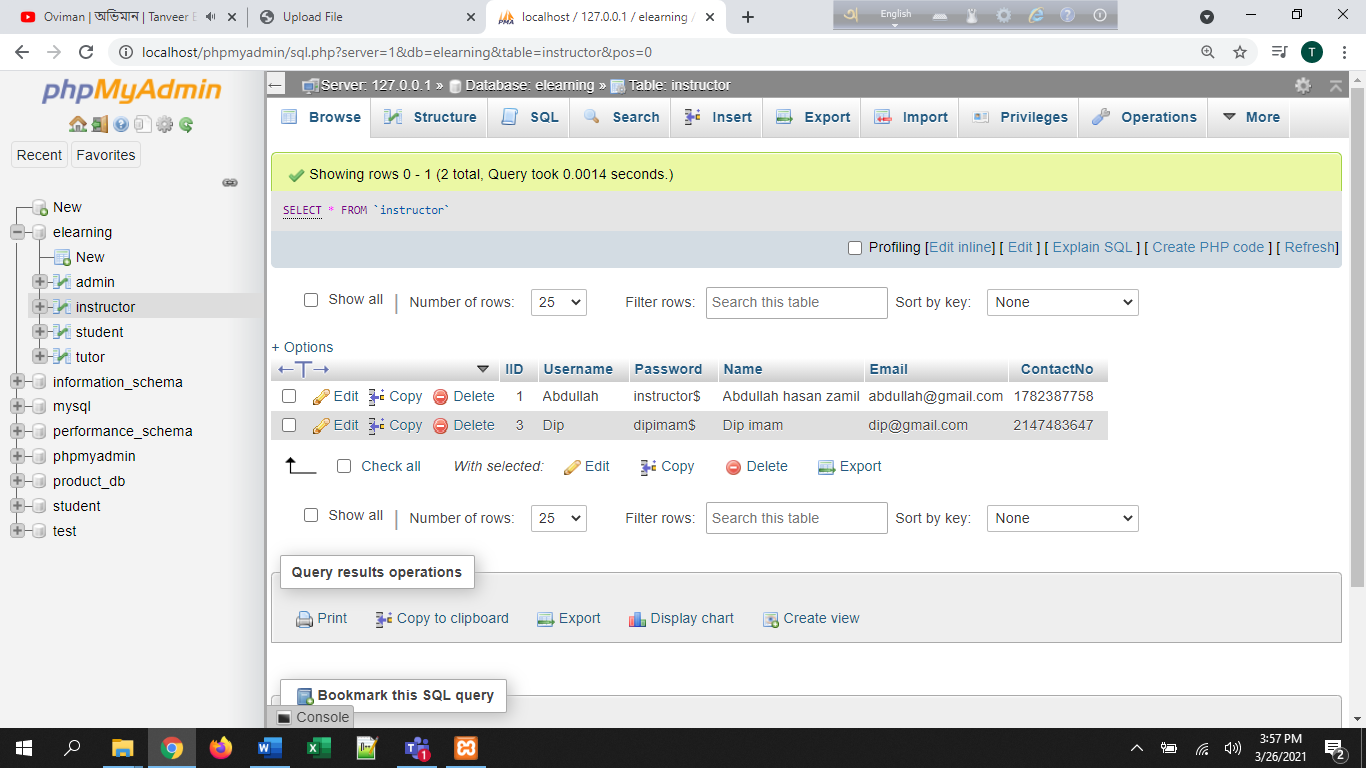 Oviman | অভিমান | Tanveer E
Upload File
localhost / 127.0.0.1 / elearning /
English
localhost/phpmyadmin/sql.php?server=1&db=elearning&table=instructor&pos=0
T
phpMyAdmin
Recent Favorites
New
elearning
New
admin
instructor
student
tutor
information_schema
mysql
performance_schema
phpmyadmin
product_db
student
test
Server: 127.0.0.1 » Database: elearning » Table: instructor
Browse Structure SQL Search Insert Export Import Privileges Operations More
Showing rows 0 - 1 (2 total, Query took 0.0014 seconds.)
SELECT * FROM `instructor`
Profiling [Edit inline] [ Edit ] [ Explain SQL ] [ Create PHP code ] [ Refresh]
Show all | Number of rows: 25 Filter rows: Search this table Sort by key: None
+ Options
←T→ IID Username Password Name Email ContactNo
Edit Copy Delete 1 Abdullah instructor$ Abdullah hasan zamil abdullah@gmail.com 1782387758
Edit Copy Delete 3 Dip dipimam$ Dip imam dip@gmail.com 2147483647
Check all With selected: Edit Copy Delete Export
Show all | Number of rows: 25 Filter rows: Search this table Sort by key: None
Query results operations
Print Copy to clipboard Export Display chart Create view
Bookmark this SQL query
Console
3:57 PM
3/26/2021
1
2